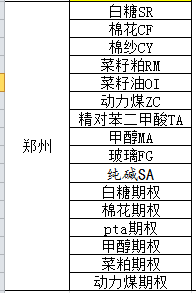 白糖SR
棉花CF
棉纱CY
菜籽粕RM
菜籽油OI
动力煤ZC
精对苯二甲酸TA
甲醇MA
玻璃FG
纯碱SA
白糖期权
棉花期权
pta期权
甲醇期权
菜粕期权
动力煤期权
郑州